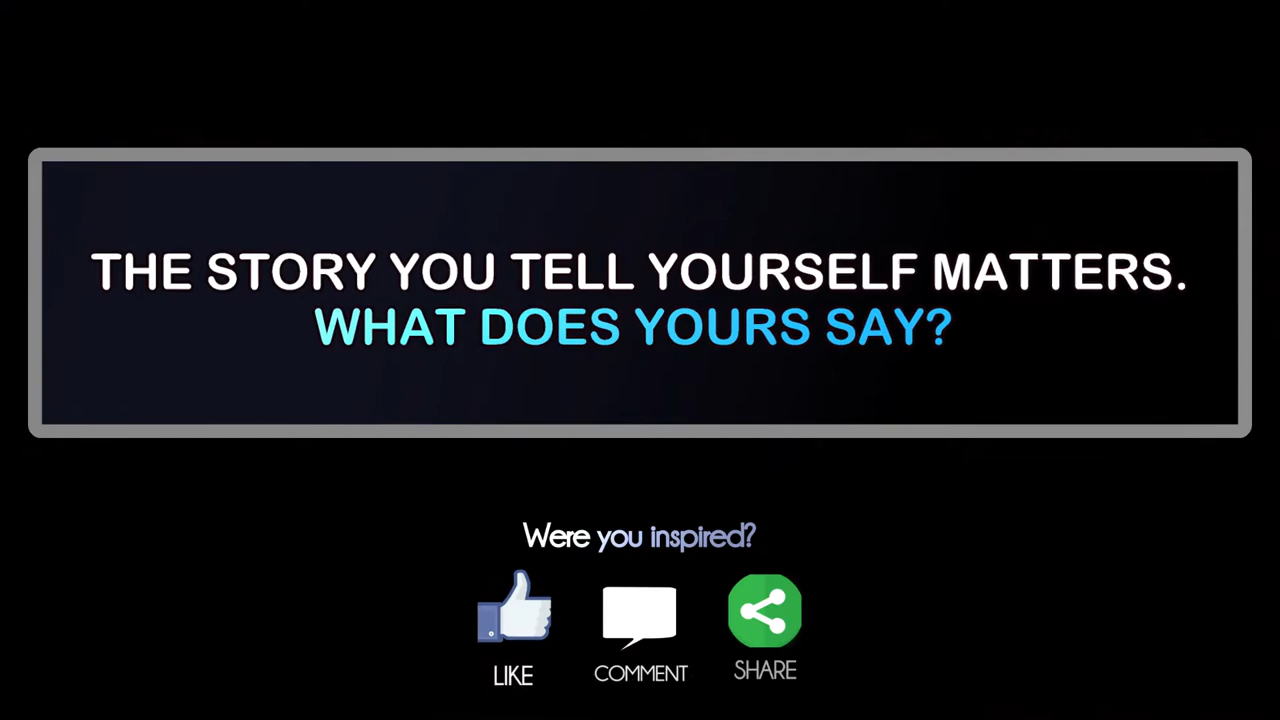 THE STORY YOU TELL YOURSELF MATTERS.
WHAT DOES YOURS SAY?
Were you inspired?
LIKE COMMENT SHARE